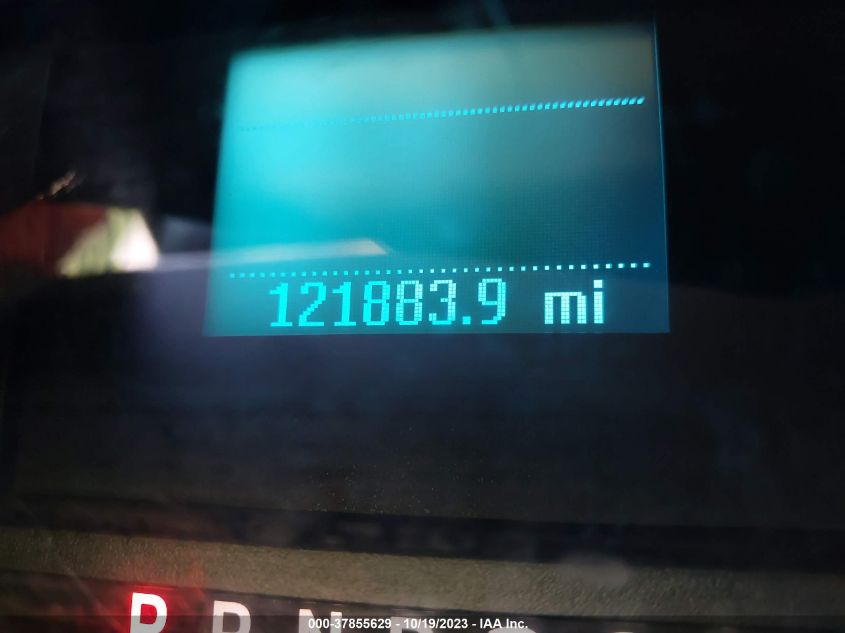 121883.9 mi
P R N D
000-37855629 - 10/19/2023 - IAA Inc.